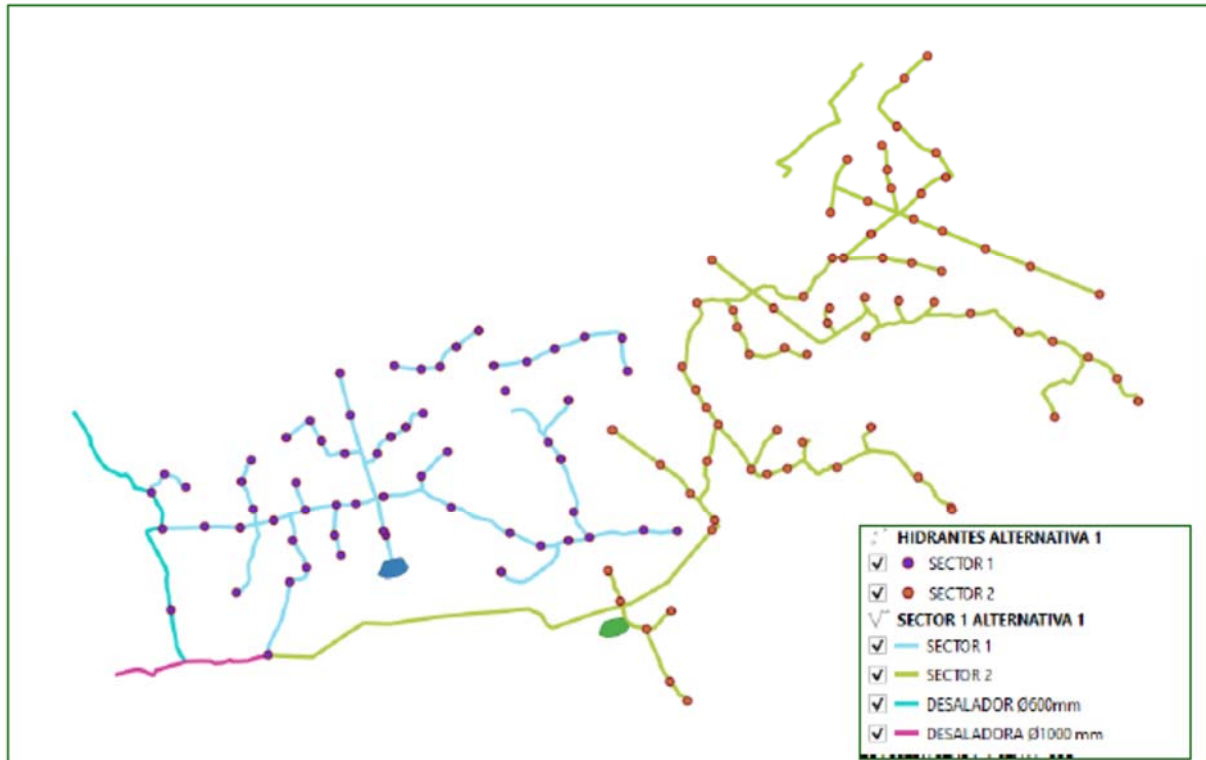 HIDRANTES ALTERNATIVA 1
SECTOR 1
SECTOR 2
SECTOR 1 ALTERNATIVA 1
SECTOR 1
SECTOR 2
DESALADOR Ø600mm
DESALADORA Ø1000 mm